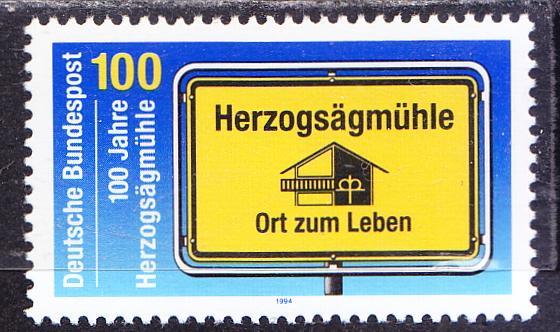 Deutsche Bundespost
100
100 Jahre
Herzogsägmühle
Herzogsägmühle
Ort zum Leben
1994